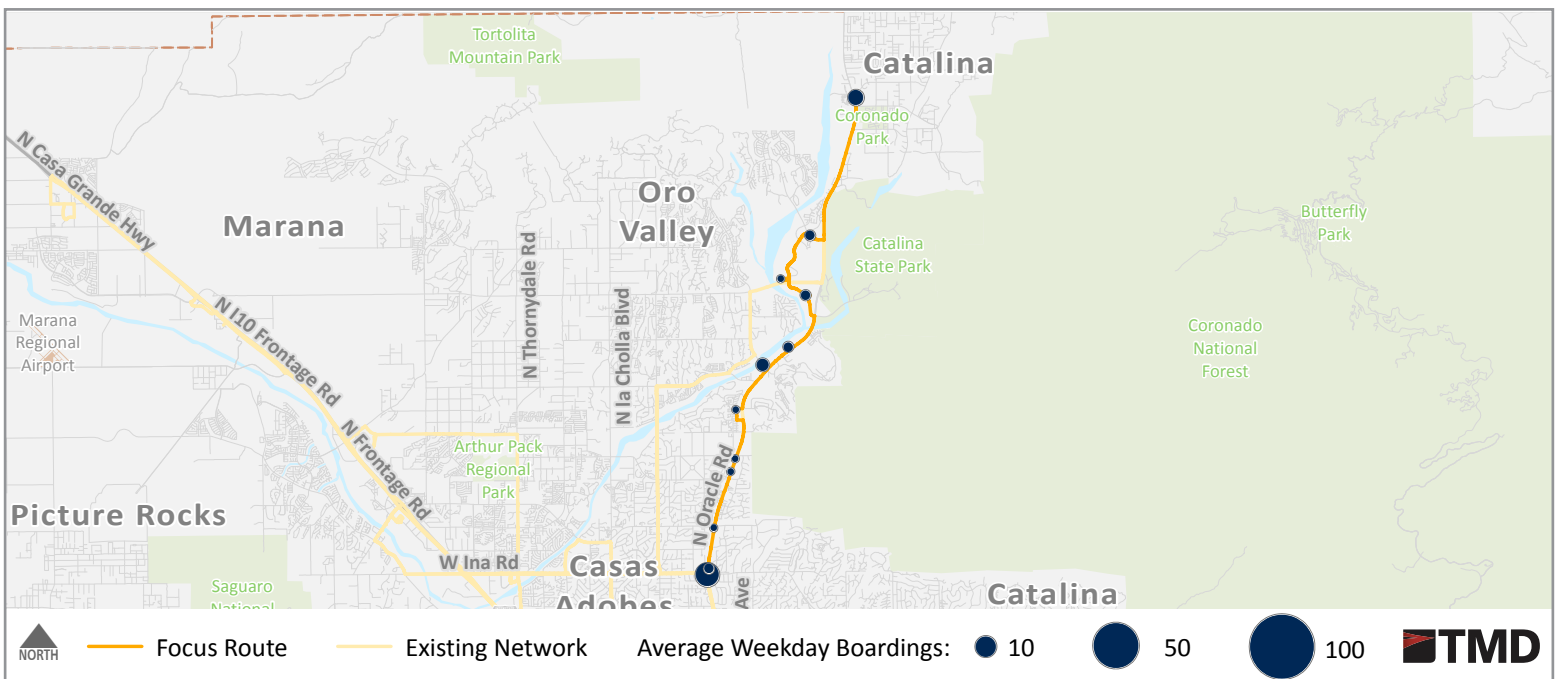 Tortolita
Mountain Park
Catalina
Coronado
Park
N Casa Grande Hwy
Oro
Valley
Marana
Butterfly
Park
Catalina
State Park
N Thornydale Rd
N la Cholla Blvd
N I10 Frontage Rd
Marana
Regional
Airport
Coronado
National
Forest
N Frontage Rd
Arthur Pack
Regional
Park
N Oracle Rd
Picture Rocks
W Ina Rd
Casas
Adobes
Ave
Saguaro
National
Catalina
NORTH
Focus Route
Existing Network
Average Weekday Boardings:
10
50
100
TMD